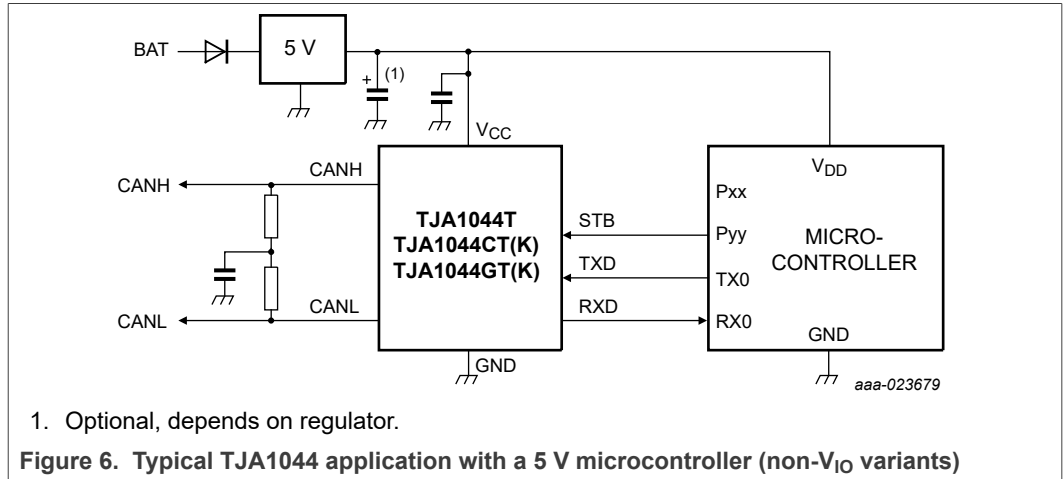 BAT
5 V
+
(1)
VCC
VDD
CANH
CANH
Pxx
TJA1044T
TJA1044CT(K)
TJA1044GT(K)
STB
Pyy
MICRO-
CONTROLLER
TXD
TX0
CANL
CANL
RXD
RX0
GND
GND
aaa-023679
1. Optional, depends on regulator.
Figure 6. Typical TJA1044 application with a 5 V microcontroller (non-VIO variants)